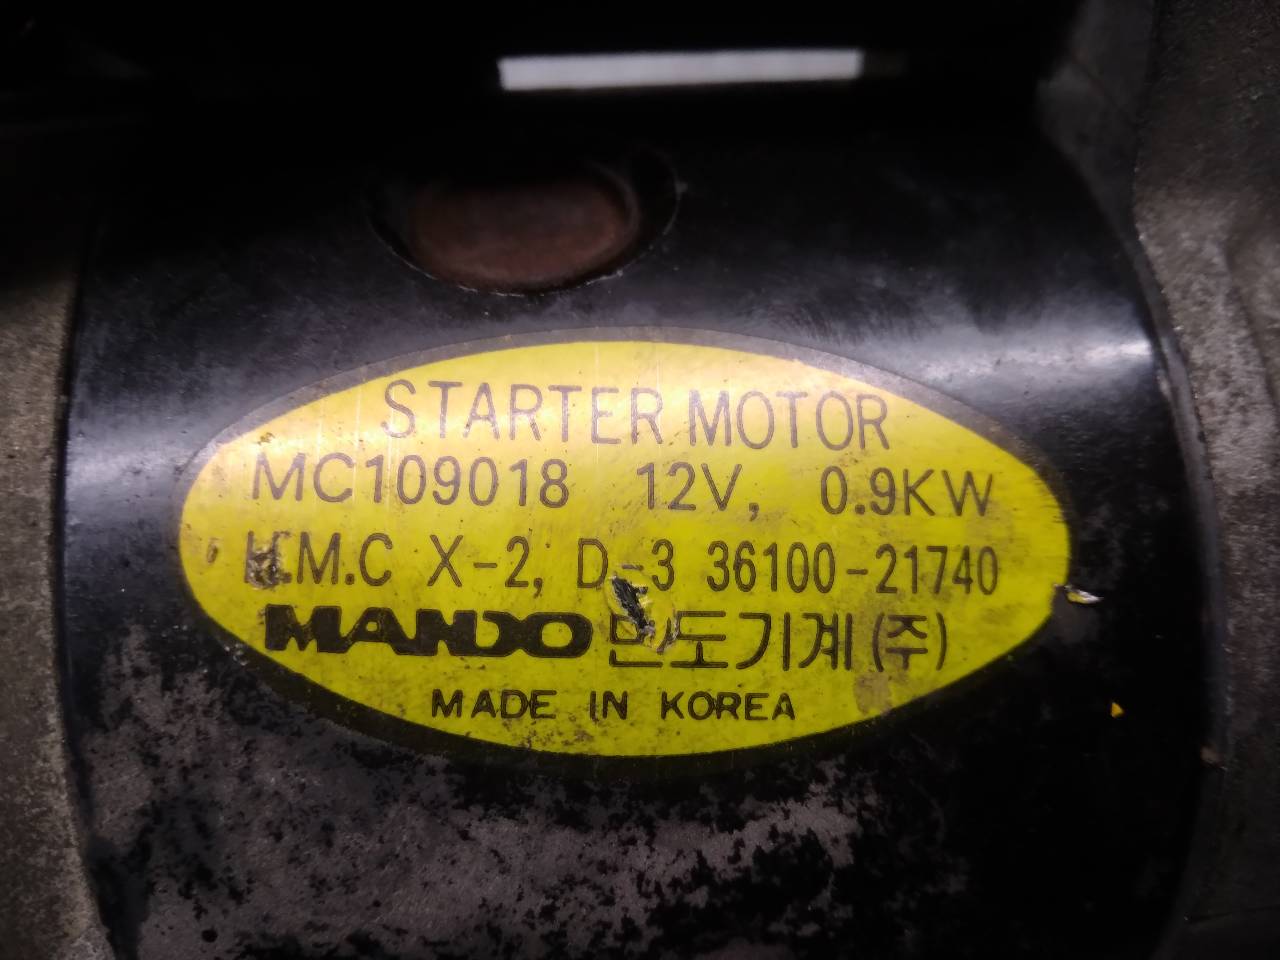 STARTER MOTOR
MC109018 12V, 0.9KW
H.M.C X-2, D-3 36100-21740
MANDO 만도기계(주)
MADE IN KOREA